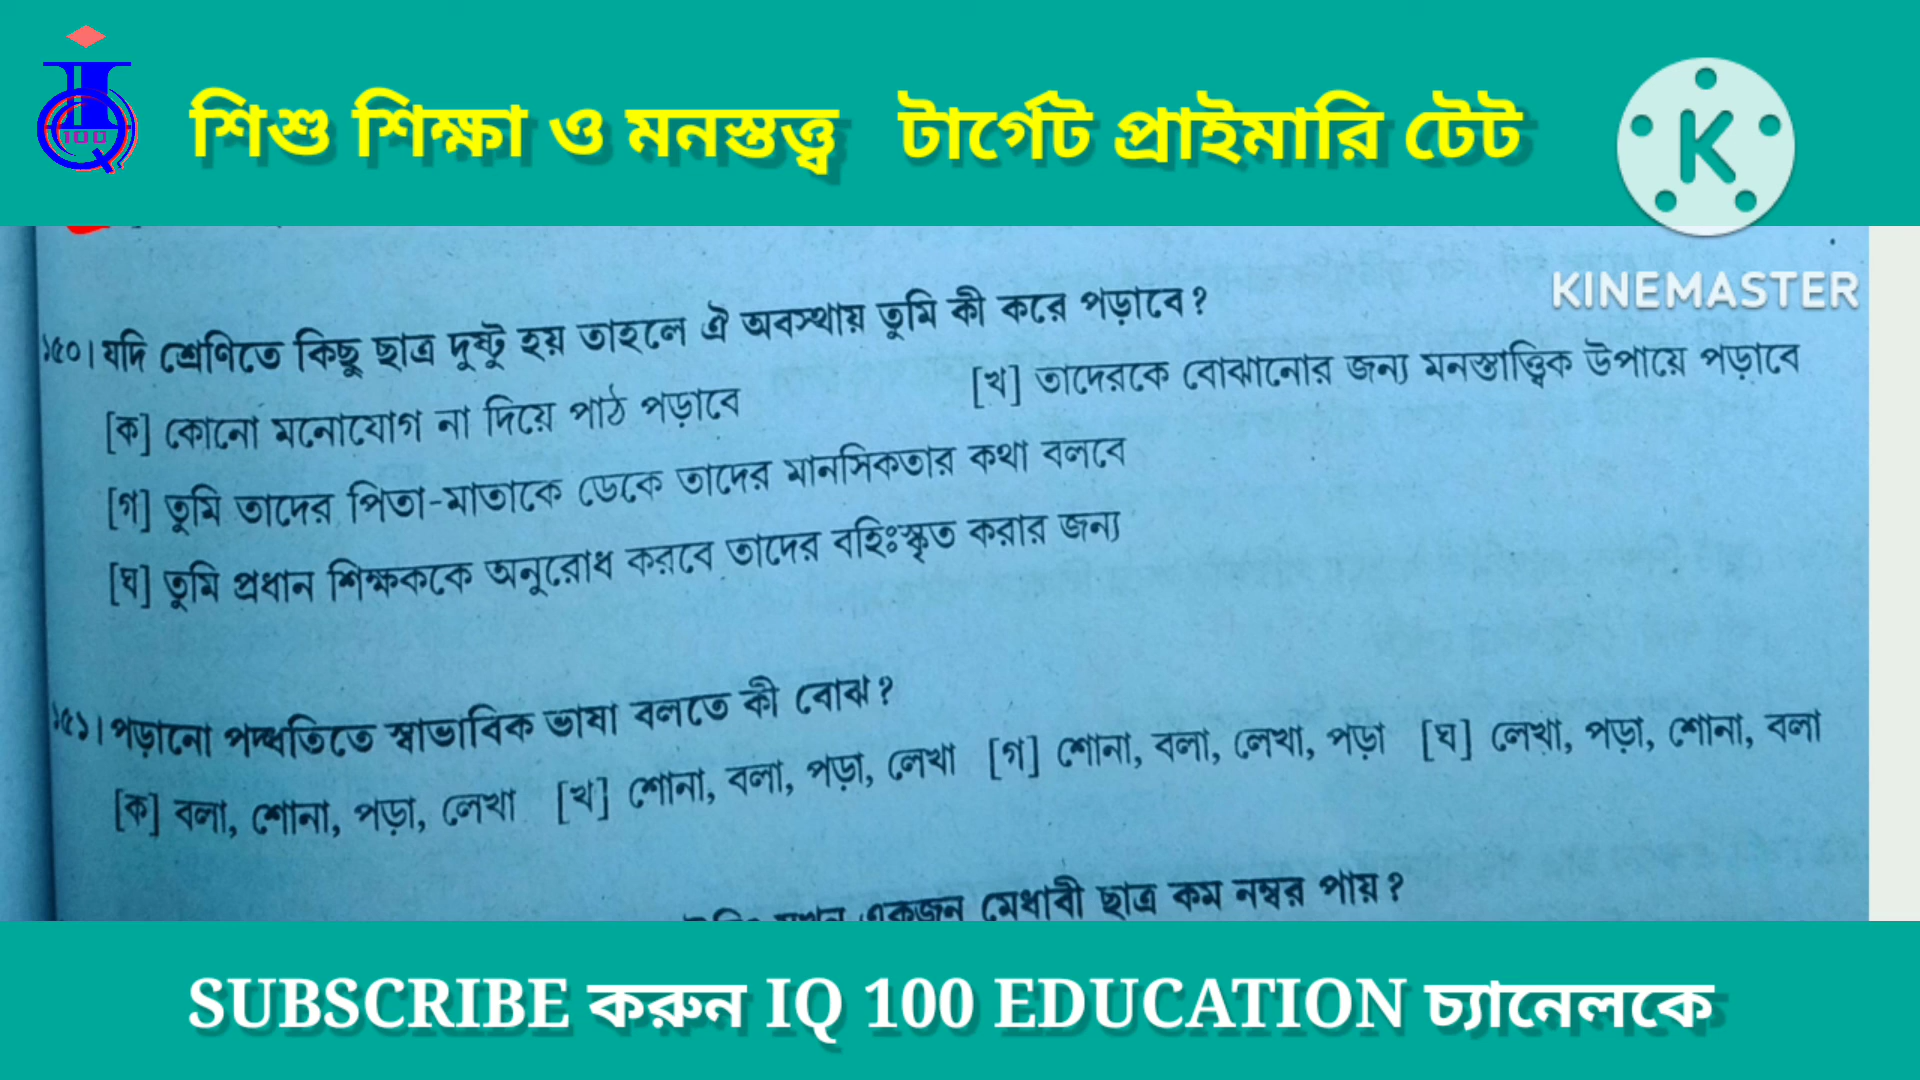 শিশু শিক্ষা ও মনস্তত্ত্ব টার্গেট প্রাইমারি টেট
100
K
KINEMASTER
১৫০। যদি শ্রেণিতে কিছু ছাত্র দুষ্টু হয় তাহলে ঐ অবস্থায় তুমি কী করে পড়াবে?
[ক] কোনো মনোযোগ না দিয়ে পাঠ পড়াবে [খ] তাদেরকে বোঝানোর জন্য মনস্তাত্ত্বিক উপায়ে পড়াবে
[গ] তুমি তাদের পিতা-মাতাকে ডেকে তাদের মানসিকতার কথা বলবে
[ঘ] তুমি প্রধান শিক্ষককে অনুরোধ করবে তাদের বহিঃস্কৃত করার জন্য
১৫১। পড়ানো পদ্ধতিতে স্বাভাবিক ভাষা বলতে কী বোঝ?
[ক] বলা, শোনা, পড়া, লেখা [খ] শোনা, বলা, পড়া, লেখা [গ] শোনা, বলা, লেখা, পড়া [ঘ] লেখা, পড়া, শোনা, বলা
একজন মেধাবী ছাত্র কম নম্বর পায়?
SUBSCRIBE করুন IQ 100 EDUCATION চ্যানেলকে